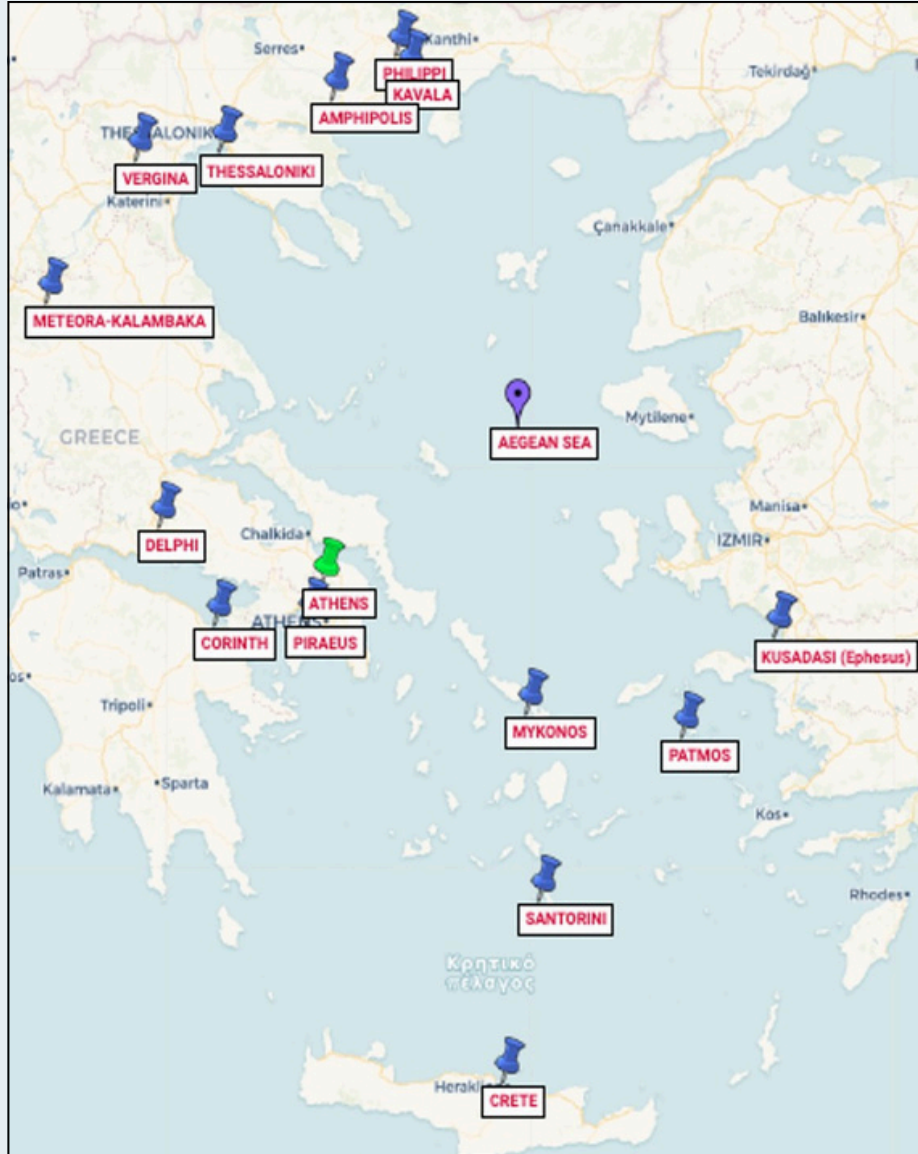 Serres
Xanthi
PHILIPPI
KAVALA
AMPHIPOLIS
Tekirdağ
THESSALONIKI
VERGINA
Katerini
Çanakkale
METEORA-KALAMBAKA
Balıkesir
AEGEAN SEA
Mytilene
GREECE
DELPHI
Chalkida
Manisa
IZMIR
Patras
ATHENS
ATHENS
CORINTH
PIRAEUS
KUSADASI (Ephesus)
Tripoli
MYKONOS
PATMOS
Kalamata
Sparta
Kos
SANTORINI
Rhodes
Κρητικό
πέλαγος
CRETE